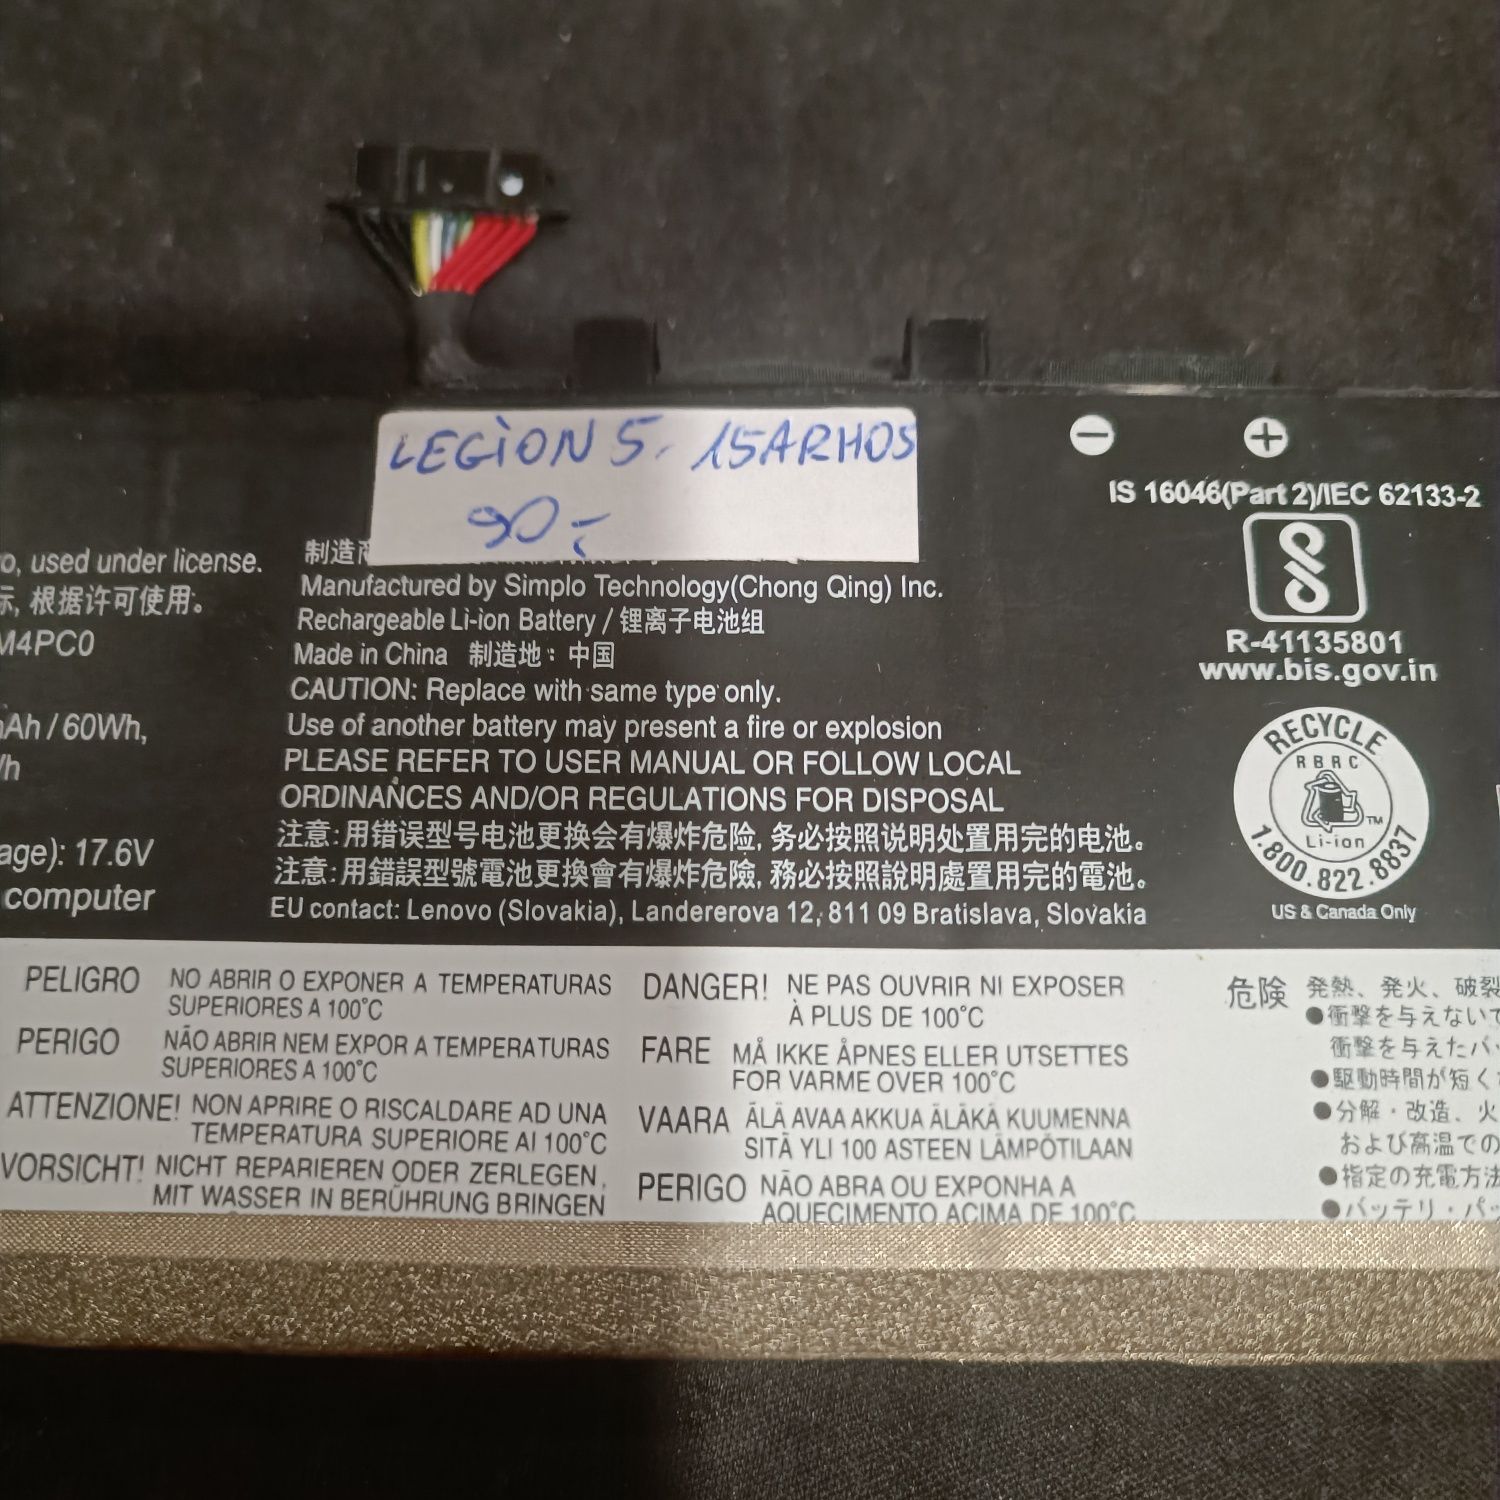 LEGION 5. 15ARH05
90,-
IS 16046(Part 2)/IEC 62133-2
R-41135801
www.bis.gov.in
used under license.
根据许可使用。
M4PC0
mAh / 60Wh,
17.6V
computer
制造
Manufactured by Simplo Technology(Chong Qing) Inc.
Rechargeable Li-ion Battery / 锂离子电池组
Made in China 制造地：中国
CAUTION: Replace with same type only.
Use of another battery may present a fire or explosion
PLEASE REFER TO USER MANUAL OR FOLLOW LOCAL
ORDINANCES AND/OR REGULATIONS FOR DISPOSAL
注意:用错误型号电池更换会有爆炸危险, 务必按照说明处置用完的电池。
注意:用錯誤型號電池更換會有爆炸危險, 務必按照說明處置用完的電池。
EU contact: Lenovo (Slovakia), Landererova 12, 811 09 Bratislava, Slovakia
RECYCLE
RBRC
TM
Li-ion
1.800.822.8837
US & Canada Only
PELIGRO NO ABRIR O EXPONER A TEMPERATURAS
SUPERIORES A 100°C
PERIGO NÃO ABRIR NEM EXPOR A TEMPERATURAS
SUPERIORES A 100°C
ATTENZIONE! NON APRIRE O RISCALDARE AD UNA
TEMPERATURA SUPERIORE AI 100°C
VORSICHT! NICHT REPARIEREN ODER ZERLEGEN,
MIT WASSER IN BERÜHRUNG BRINGEN
DANGER! NE PAS OUVRIR NI EXPOSER
À PLUS DE 100°C
FARE MÅ IKKE ÅPNES ELLER UTSETTES
FOR VARME OVER 100°C
VAARA ÄLÄ AVAA AKKUA ÄLÄKÄ KUUMENNA
SITÄ YLI 100 ASTEEN LÄMPÖTILAAN
PERIGO NÃO ABRA OU EXPONHA A
AQUECIMENTO ACIMA DE 100°C
危険 発熱、発火、破裂
●衝撃を与えないで
衝撃を与えたバッ
●駆動時間が短く
●分解・改造、火
および高温での
●指定の充電方法
●バッテリ・パッ